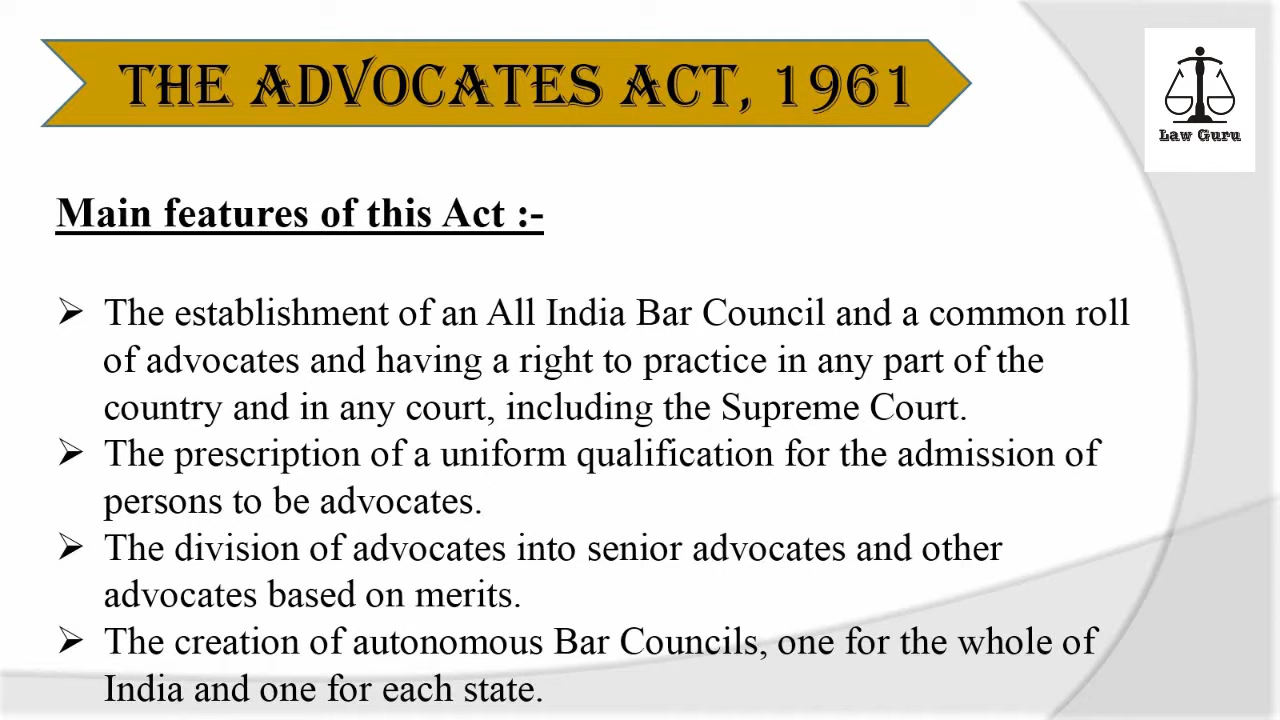 THE ADVOCATES ACT, 1961
Law Guru
Main features of this Act :-
➢ The establishment of an All India Bar Council and a common roll
of advocates and having a right to practice in any part of the
country and in any court, including the Supreme Court.
➢ The prescription of a uniform qualification for the admission of
persons to be advocates.
➢ The division of advocates into senior advocates and other
advocates based on merits.
➢ The creation of autonomous Bar Councils, one for the whole of
India and one for each state.